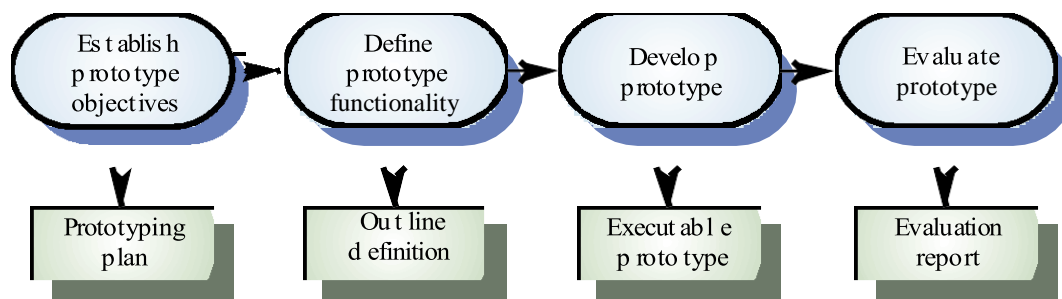 Establish
prototype
objectives
Define
prototype
functionality
Develop
prototype
Evaluate
prototype
Prototyping
plan
Outline
definition
Executable
prototype
Evaluation
report